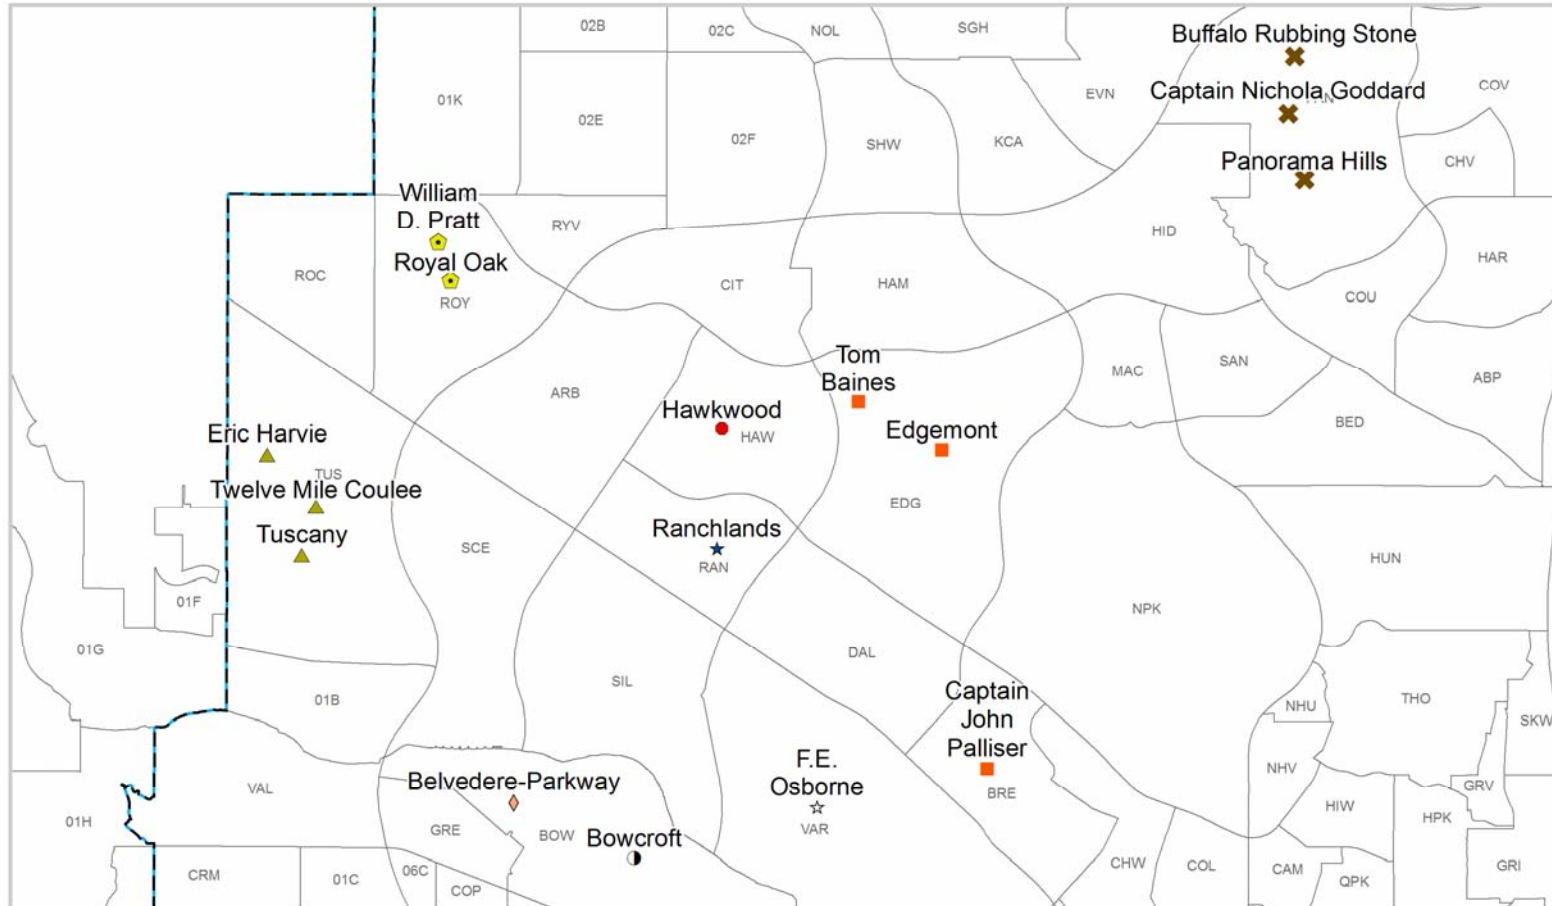 02B
02C
NOL
SGH
Buffalo Rubbing Stone
01K
EVN
Captain Nichola Goddard
COV
02E
02F
SHW
KCA
Panorama Hills
CHV
William
D. Pratt
RYV
HID
Royal Oak
ROC
ROY
CIT
HAM
COU
HAR
Tom
Baines
MAC
SAN
ABP
ARB
Hawkwood
HAW
Edgemont
BED
Eric Harvie
TUS
Twelve Mile Coulee
EDG
Tuscany
SCE
Ranchlands
RAN
HUN
01F
NPK
01G
DAL
SIL
01B
Captain
John
Palliser
NHU
THO
SKW
F.E.
Osborne
VAR
BRE
NHV
GRV
Belvedere-Parkway
VAL
01H
GRE
BOW
Bowcroft
HIW
HPK
CRM
01C
06C
COP
CHW
COL
CAM
QPK
GRI